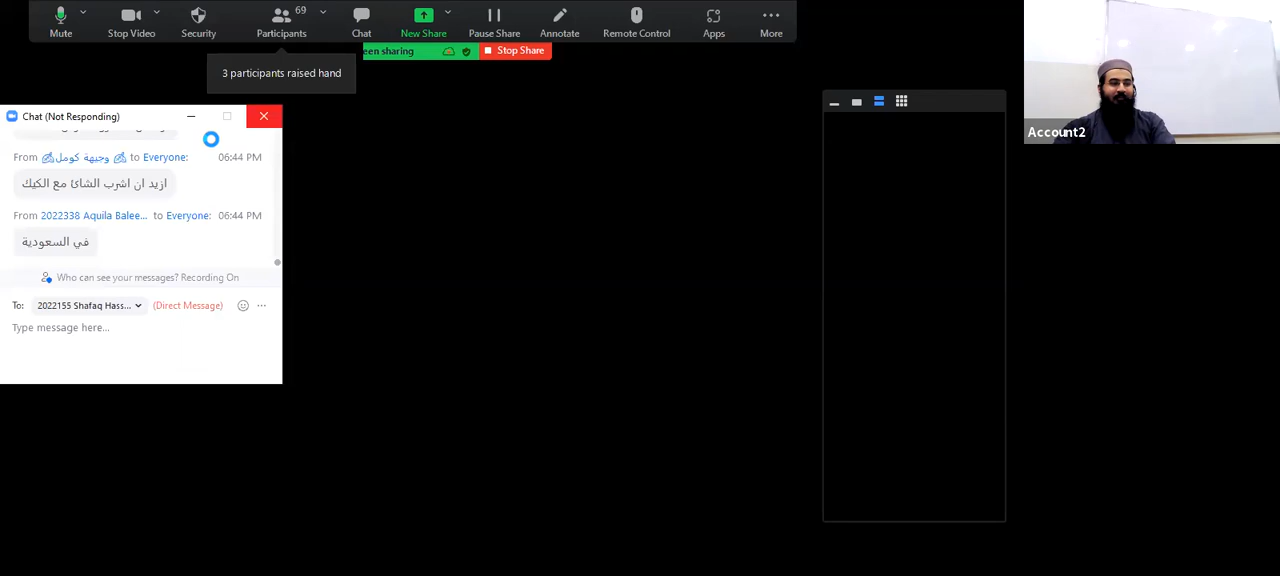 69
Mute
Stop Video
Security
Participants
Chat
New Share
Pause Share
Annotate
Remote Control
Apps
More
een sharing
Stop Share
3 participants raised hand
Account2
Chat (Not Responding)
From ✍وجيهة كومل✍ to Everyone: 06:44 PM
ازيد ان اشرب الشائ مع الكيك
From 2022338 Aquila Balee... to Everyone: 06:44 PM
في السعودية
Who can see your messages? Recording On
To: 2022155 Shafaq Hass... (Direct Message)
Type message here...